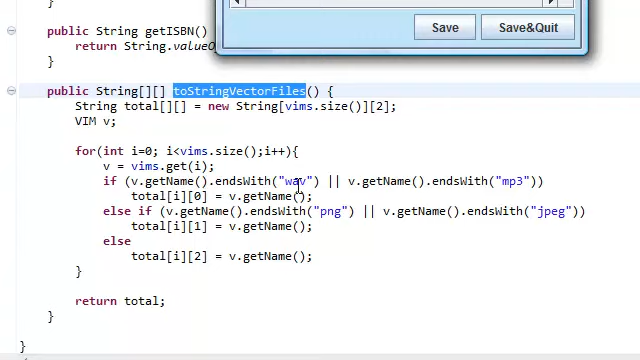 Save Save&Quit
public String getISBN()
return String.value
}
public String[][] toStringVectorFiles() {
String total[][] = new String[vims.size()][2];
VIM v;
for(int i=0; i<vims.size();i++){
v = vims.get(i);
if (v.getName().endsWith("wav") || v.getName().endsWith("mp3"))
total[i][0] = v.getName();
else if (v.getName().endsWith("png") || v.getName().endsWith("jpeg"))
total[i][1] = v.getName();
else
total[i][2] = v.getName();
}
return total;
}
}